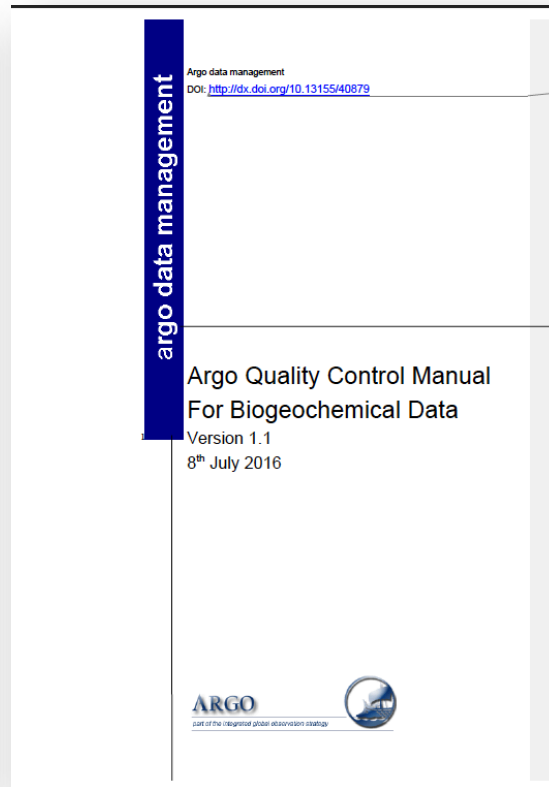 Argo data management
DOI: http://dx.doi.org/10.13155/40879
argo data management
Argo Quality Control Manual
For Biogeochemical Data
Version 1.1
8th July 2016
ARGO
part of the integrated global observation strategy